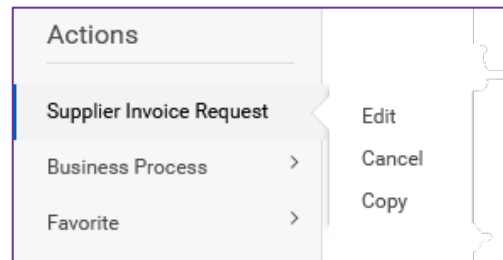 Actions
Supplier Invoice Request
Edit
Business Process
Cancel
Copy
Favorite